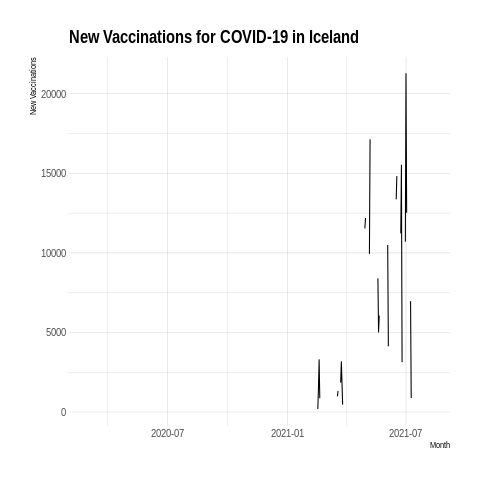 New Vaccinations for COVID-19 in Iceland
New Vaccinations
20000
15000
10000
5000
0
2020-07
2021-01
2021-07
Month